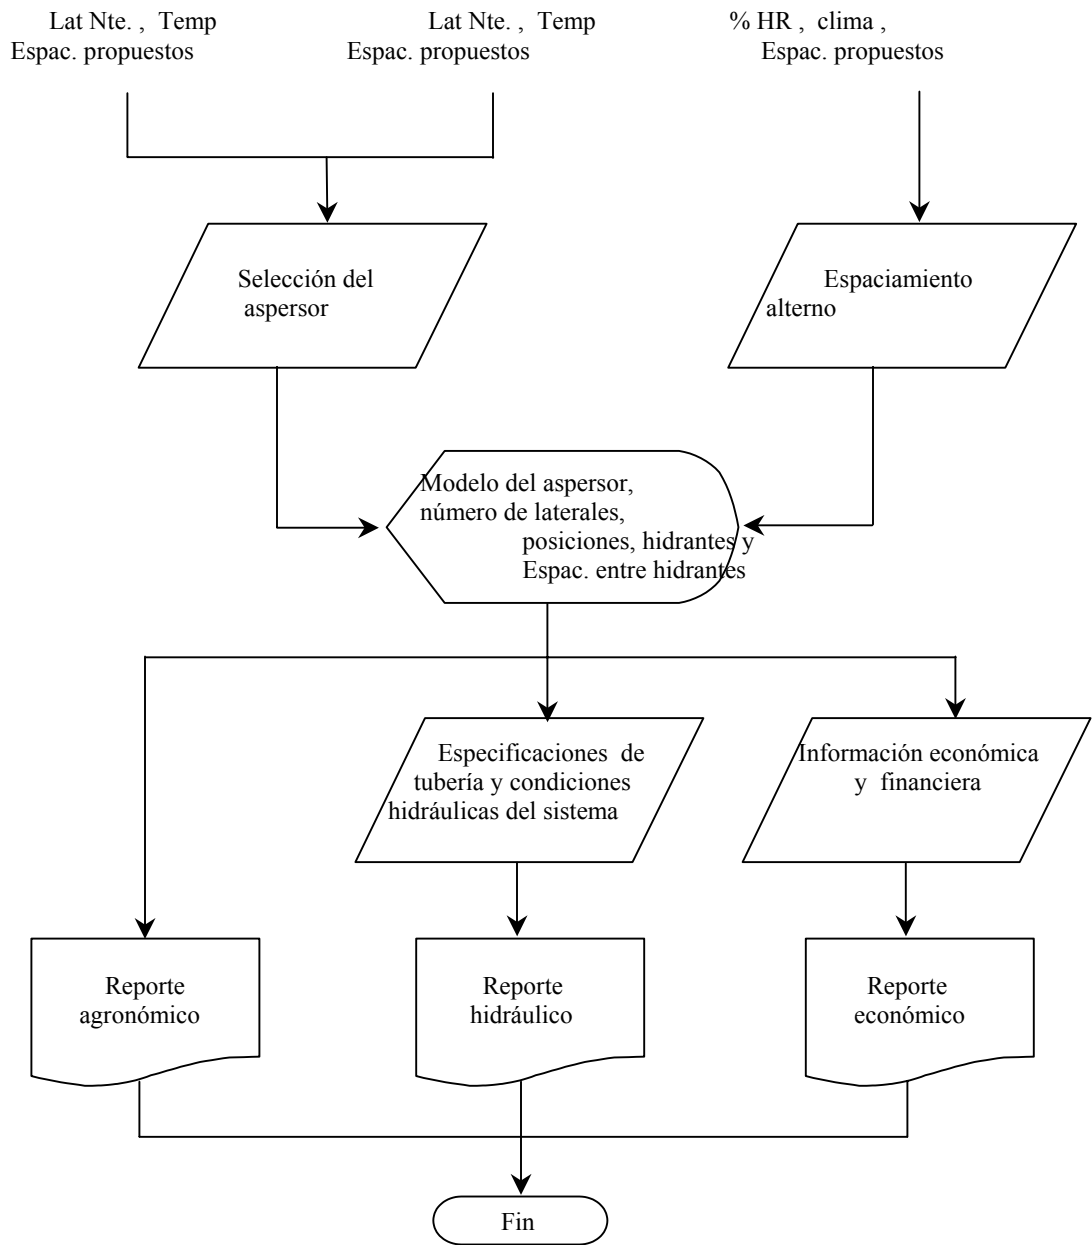 Lat Nte. , Temp
Espac. propuestos
Lat Nte. , Temp
Espac. propuestos
% HR , clima ,
Espac. propuestos
Selección del
aspersor
Espaciamiento
alterno
Modelo del aspersor,
número de laterales,
posiciones, hidrantes y
Espac. entre hidrantes
Especificaciones de
tubería y condiciones
hidráulicas del sistema
Información económica
y financiera
Reporte
agronómico
Reporte
hidráulico
Reporte
económico
Fin